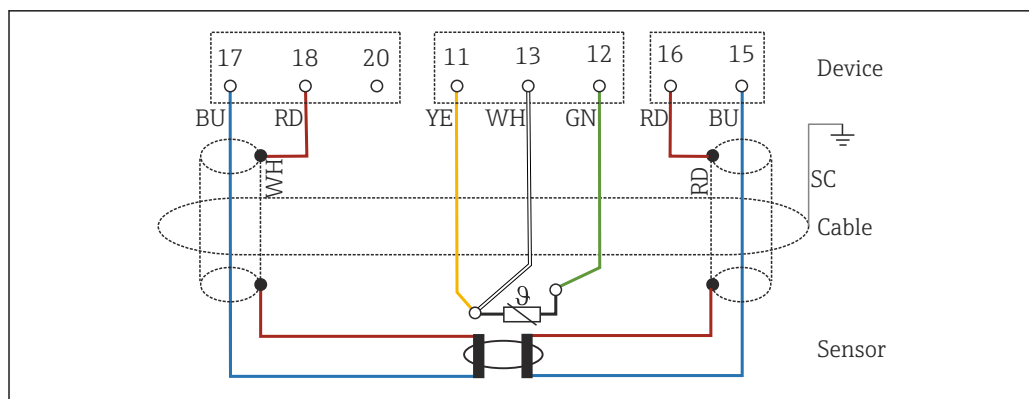 17 18 20 11 13 12 16 15
Device
BU RD YE WH GN RD BU
WH
RD
SC
Cable
ϑ
Sensor